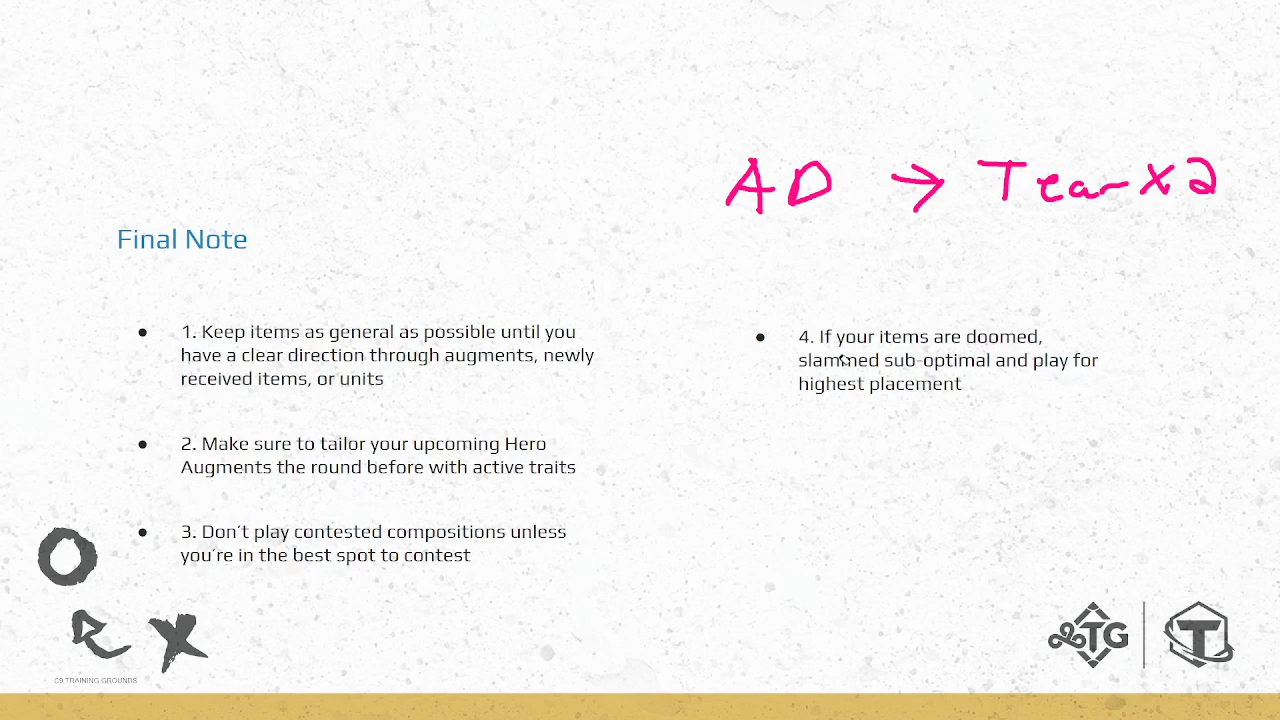 AD → Tear x2
Final Note
● 1. Keep items as general as possible until you
have a clear direction through augments, newly
received items, or units
● 2. Make sure to tailor your upcoming Hero
Augments the round before with active traits
● 3. Don't play contested compositions unless
you're in the best spot to contest
● 4. If your items are doomed,
slammed sub-optimal and play for
highest placement
C9 TRAINING GROUNDS
TG
T